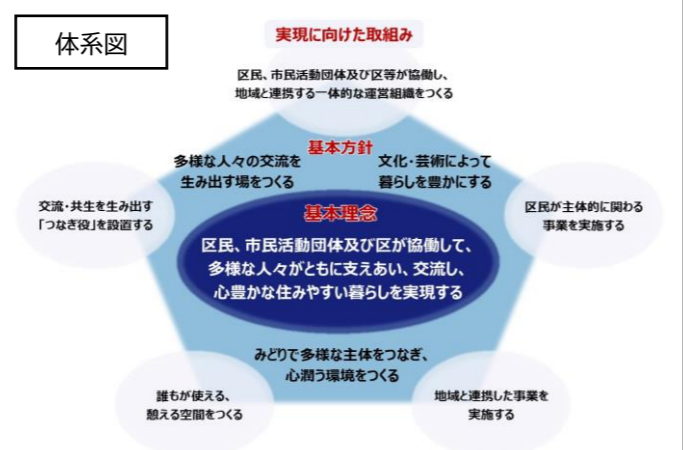 体系図
実現に向けた取組み
区民、市民活動団体及び区等が協働し、
地域と連携する一体的な運営組織をつくる
基本方針
多様な人々の交流を
生み出す場をつくる
文化・芸術によって
暮らしを豊かにする
交流・共生を生み出す
「つなぎ役」を設置する
区民が主体的に関わる
事業を実施する
基本理念
区民、市民活動団体及び区が協働して、
多様な人々がともに支えあい、交流し、
心豊かな住みやすい暮らしを実現する
みどりで多様な主体をつなぎ、
心潤う環境をつくる
誰もが使える、
憩える空間をつくる
地域と連携した事業を
実施する